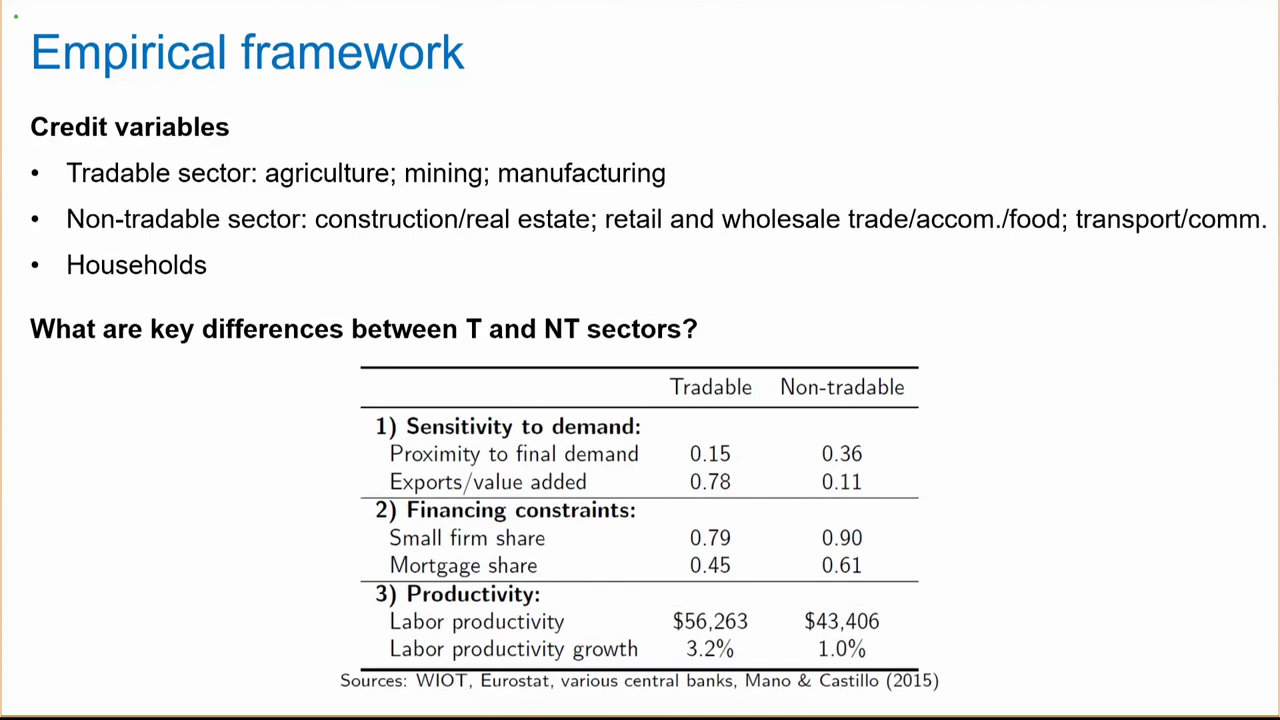 Empirical framework
Credit variables
• Tradable sector: agriculture; mining; manufacturing
• Non-tradable sector: construction/real estate; retail and wholesale trade/accom./food; transport/comm.
• Households
What are key differences between T and NT sectors?
Tradable Non-tradable
1) Sensitivity to demand:
Proximity to final demand 0.15 0.36
Exports/value added 0.78 0.11
2) Financing constraints:
Small firm share 0.79 0.90
Mortgage share 0.45 0.61
3) Productivity:
Labor productivity $56,263 $43,406
Labor productivity growth 3.2% 1.0%
Sources: WIOT, Eurostat, various central banks, Mano & Castillo (2015)